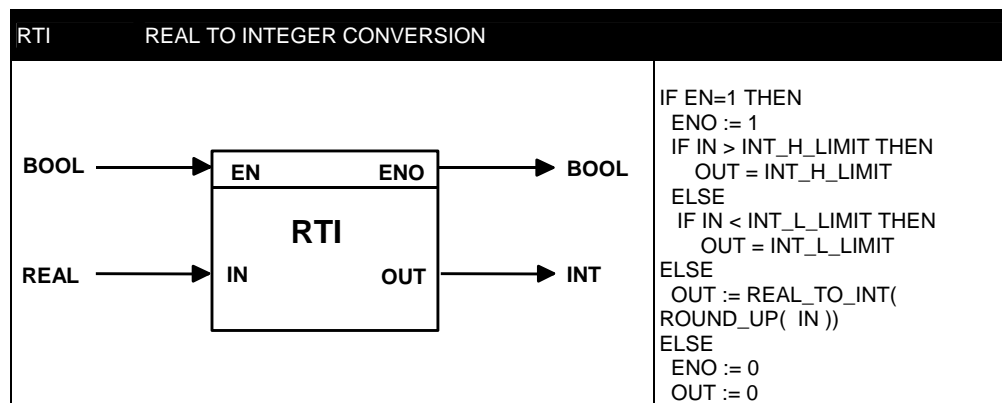 RTI REAL TO INTEGER CONVERSION
BOOL EN ENO BOOL
RTI
REAL IN OUT INT
IF EN=1 THEN
ENO := 1
IF IN > INT_H_LIMIT THEN
OUT = INT_H_LIMIT
ELSE
IF IN < INT_L_LIMIT THEN
OUT = INT_L_LIMIT
ELSE
OUT := REAL_TO_INT(
ROUND_UP( IN ))
ELSE
ENO := 0
OUT := 0